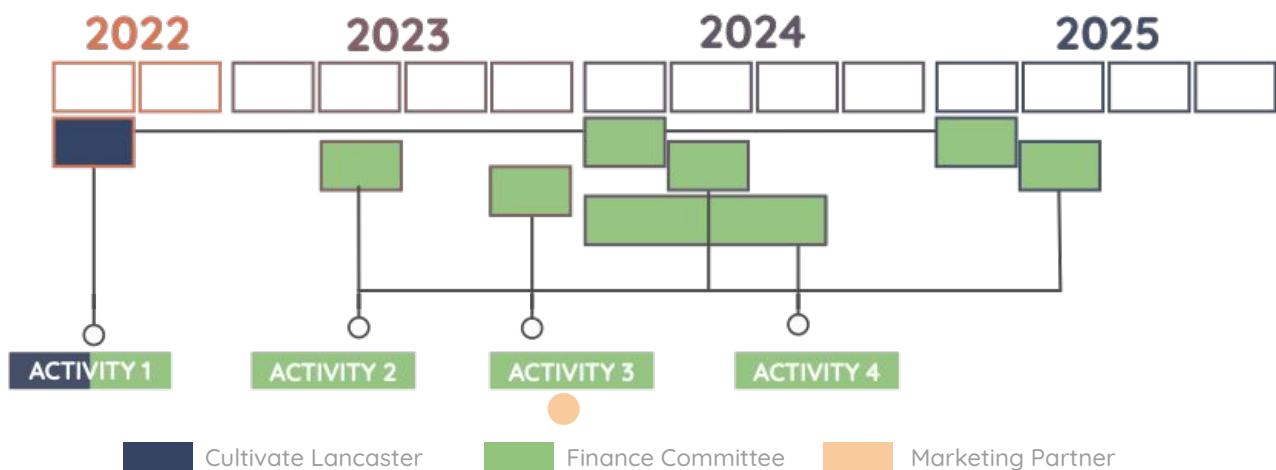 2022 2023 2024 2025
ACTIVITY 1 ACTIVITY 2 ACTIVITY 3 ACTIVITY 4
Cultivate Lancaster Finance Committee Marketing Partner